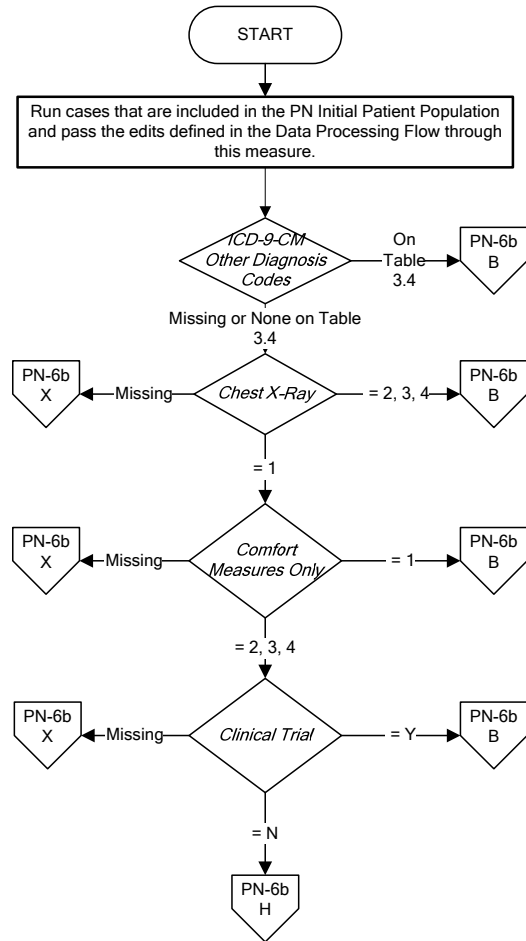 START
Run cases that are included in the PN Initial Patient Population
and pass the edits defined in the Data Processing Flow through
this measure.
ICD-9-CM
Other Diagnosis
Codes
On
Table
3.4
PN-6b
B
Missing or None on Table
3.4
PN-6b
X
Missing
Chest X-Ray
= 2, 3, 4
PN-6b
B
= 1
PN-6b
X
Missing
Comfort
Measures Only
= 1
PN-6b
B
= 2, 3, 4
PN-6b
X
Missing
Clinical Trial
= Y
PN-6b
B
= N
PN-6b
H